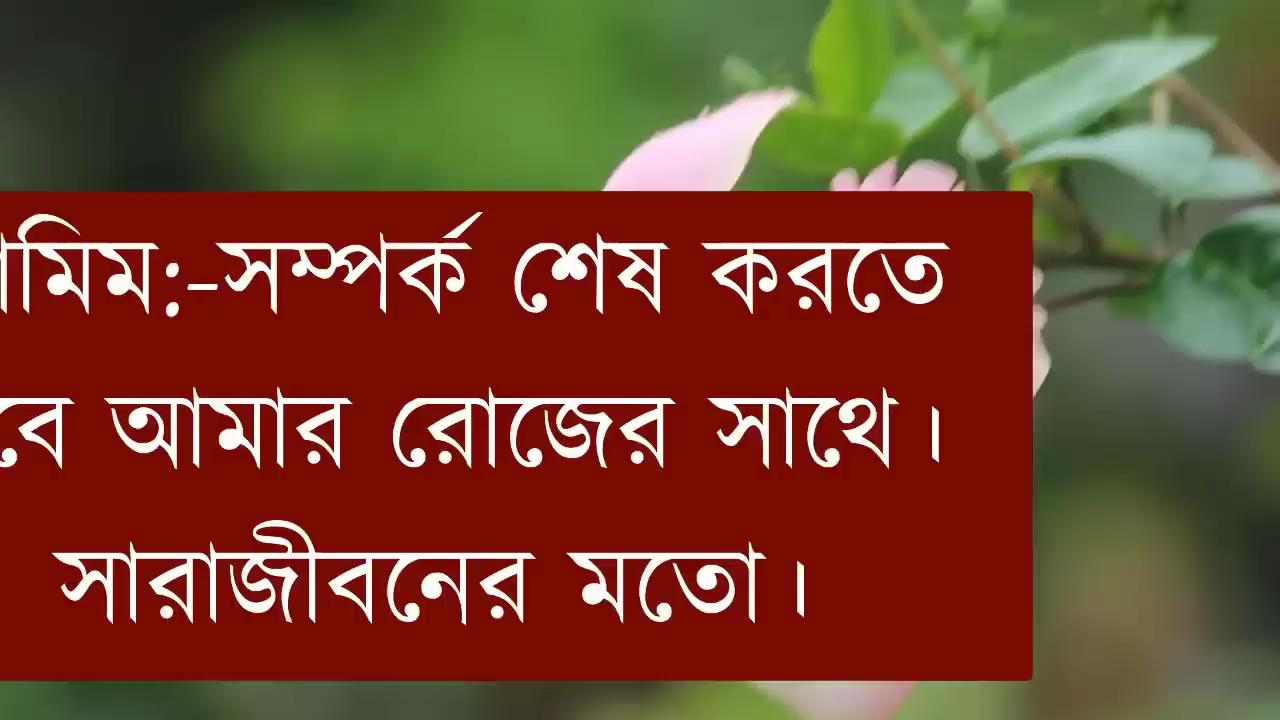 মিম:-সম্পর্ক শেষ করতে
বে আমার রোজের সাথে।
সারাজীবনের মতো।